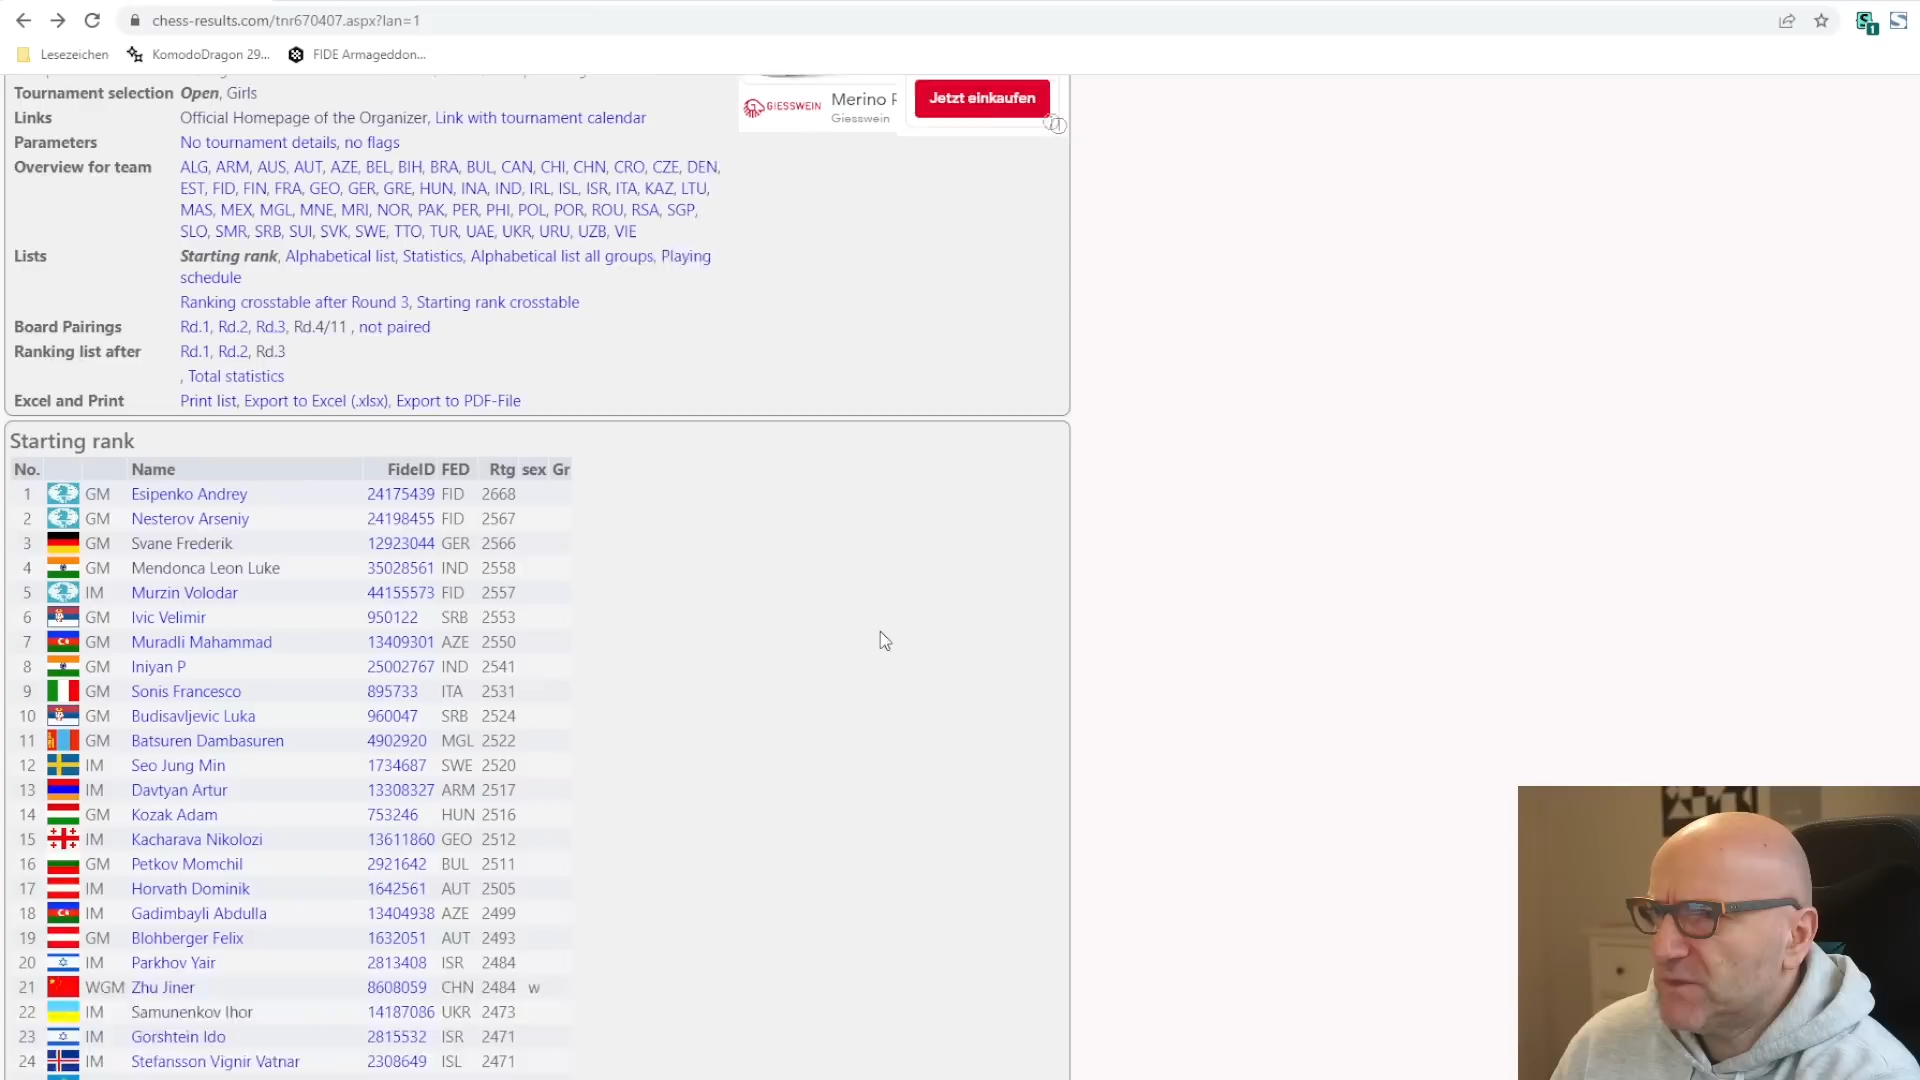 chess-results.com/tnr670407.aspx?lan=1
Lesezeichen KomodoDragon 29... FIDE Armageddon...
Tournament selection Open, Girls
Links Official Homepage of the Organizer, Link with tournament calendar
Parameters No tournament details, no flags
Overview for team ALG, ARM, AUS, AUT, AZE, BEL, BIH, BRA, BUL, CAN, CHI, CHN, CRO, CZE, DEN,
EST, FID, FIN, FRA, GEO, GER, GRE, HUN, INA, IND, IRL, ISL, ISR, ITA, KAZ, LTU,
MAS, MEX, MGL, MNE, MRI, NOR, PAK, PER, PHI, POL, POR, ROU, RSA, SGP,
SLO, SMR, SRB, SUI, SVK, SWE, TTO, TUR, UAE, UKR, URU, UZB, VIE
Lists Starting rank, Alphabetical list, Statistics, Alphabetical list all groups, Playing
schedule
Ranking crosstable after Round 3, Starting rank crosstable
Board Pairings Rd.1, Rd.2, Rd.3, Rd.4/11 , not paired
Ranking list after Rd.1, Rd.2, Rd.3
, Total statistics
Excel and Print Print list, Export to Excel (.xlsx), Export to PDF-File
GIESSWEIN
Merino
Giesswein
Jetzt einkaufen
Starting rank
No. Name FideID FED Rtg sex Gr
1 GM Esipenko Andrey 24175439 FID 2668
2 GM Nesterov Arseniy 24198455 FID 2567
3 GM Svane Frederik 12923044 GER 2566
4 GM Mendonca Leon Luke 35028561 IND 2558
5 IM Murzin Volodar 44155573 FID 2557
6 GM Ivic Velimir 950122 SRB 2553
7 GM Muradli Mahammad 13409301 AZE 2550
8 GM Iniyan P 25002767 IND 2541
9 GM Sonis Francesco 895733 ITA 2531
10 GM Budisavljevic Luka 960047 SRB 2524
11 GM Batsuren Dambasuren 4902920 MGL 2522
12 IM Seo Jung Min 1734687 SWE 2520
13 IM Davtyan Artur 13308327 ARM 2517
14 GM Kozak Adam 753246 HUN 2516
15 IM Kacharava Nikolozi 13611860 GEO 2512
16 GM Petkov Momchil 2921642 BUL 2511
17 IM Horvath Dominik 1642561 AUT 2505
18 IM Gadimbayli Abdulla 13404938 AZE 2499
19 GM Blohberger Felix 1632051 AUT 2493
20 IM Parkhov Yair 2813408 ISR 2484
21 WGM Zhu Jiner 8608059 CHN 2484 w
22 IM Samunenkov Ihor 14187086 UKR 2473
23 IM Gorshtein Ido 2815532 ISR 2471
24 IM Stefansson Vignir Vatnar 2308649 ISL 2471